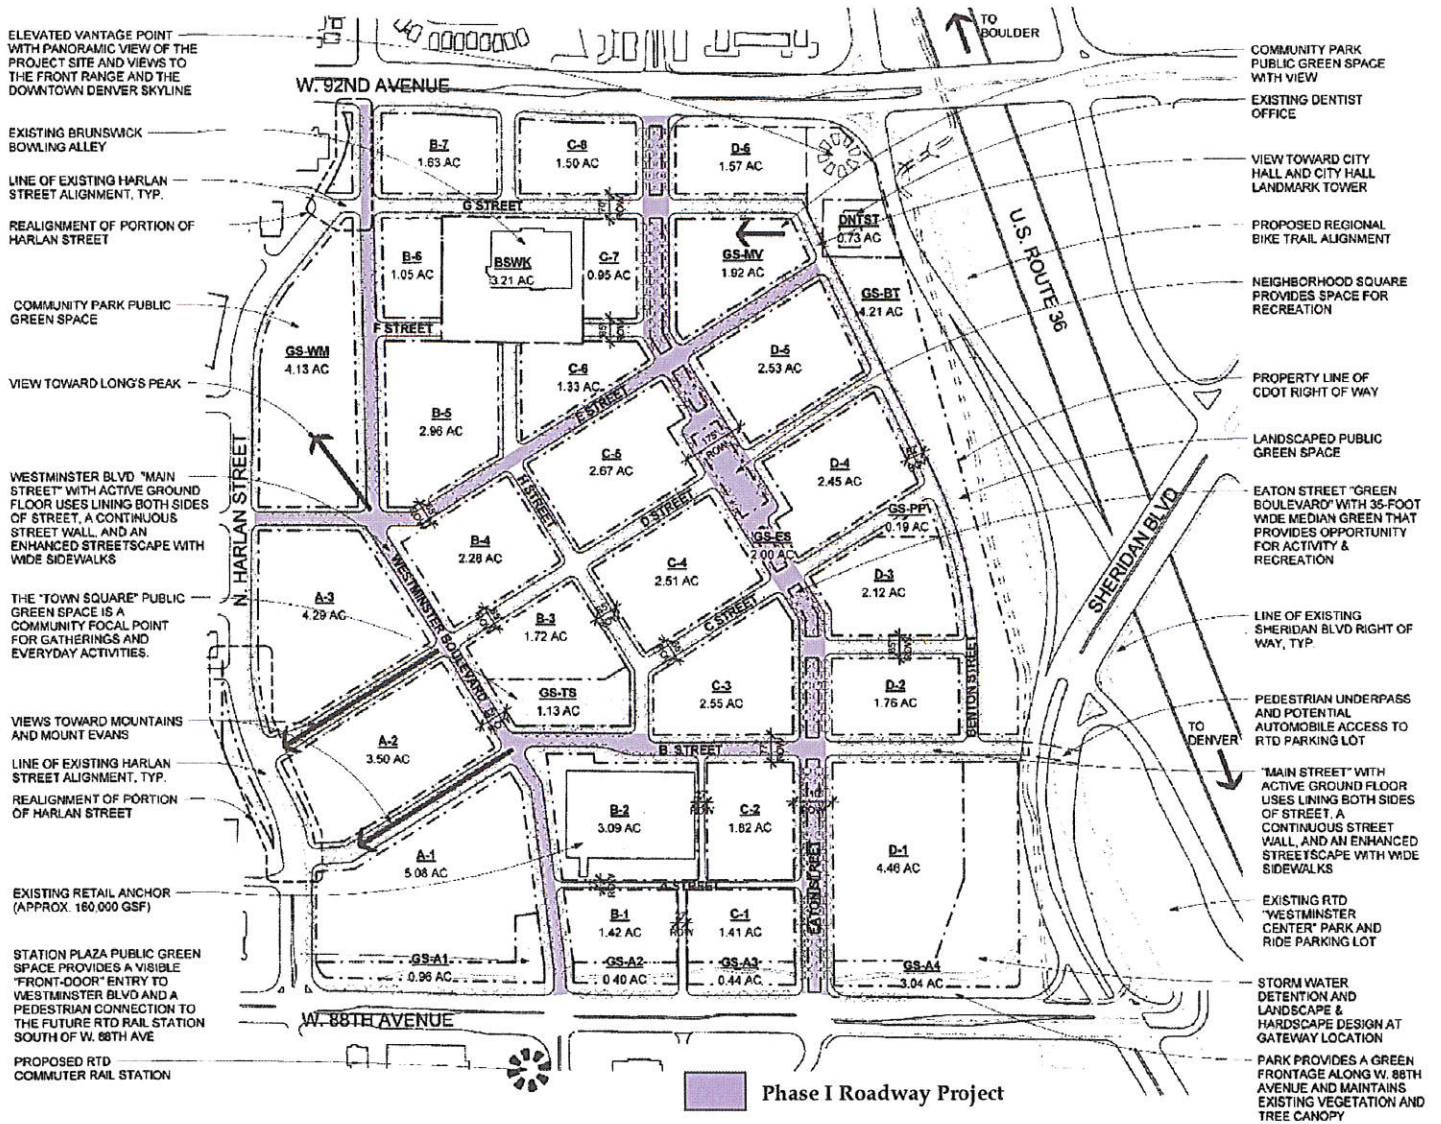 ELEVATED VANTAGE POINT
WITH PANORAMIC VIEW OF THE
PROJECT SITE AND VIEWS TO
THE FRONT RANGE AND THE
DOWNTOWN DENVER SKYLINE
EXISTING BRUNSWICK
BOWLING ALLEY
LINE OF EXISTING HARLAN
STREET ALIGNMENT, TYP.
REALIGNMENT OF PORTION OF
HARLAN STREET
COMMUNITY PARK PUBLIC
GREEN SPACE
VIEW TOWARD LONG'S PEAK
WESTMINSTER BLVD "MAIN
STREET" WITH ACTIVE GROUND
FLOOR USES LINING BOTH SIDES
OF STREET, A CONTINUOUS
STREET WALL, AND AN
ENHANCED STREETSCAPE WITH
WIDE SIDEWALKS
THE "TOWN SQUARE" PUBLIC
GREEN SPACE IS A
COMMUNITY FOCAL POINT
FOR GATHERINGS AND
EVERYDAY ACTIVITIES.
VIEWS TOWARD MOUNTAINS
AND MOUNT EVANS
LINE OF EXISTING HARLAN
STREET ALIGNMENT, TYP.
REALIGNMENT OF PORTION
OF HARLAN STREET
EXISTING RETAIL ANCHOR
(APPROX. 160,000 GSF)
STATION PLAZA PUBLIC GREEN
SPACE PROVIDES A VISIBLE
"FRONT-DOOR" ENTRY TO
WESTMINSTER BLVD AND A
PEDESTRIAN CONNECTION TO
THE FUTURE RTD RAIL STATION
SOUTH OF W. 88TH AVE
PROPOSED RTD
COMMUTER RAIL STATION
W. 92ND AVENUE
TO
BOULDER
B-7
1.63 AC
C-8
1.50 AC
D-6
1.57 AC
G STREET
70'
ROW
DNTST
0.73 AC
B-6
1.05 AC
BSWK
3.21 AC
C-7
0.95 AC
GS-MV
1.92 AC
GS-BT
4.21 AC
U.S. ROUTE 36
F STREET
65'
ROW
GS-WM
4.13 AC
C-6
1.33 AC
D-5
2.53 AC
B-5
2.96 AC
E STREET
C-5
2.67 AC
175'
ROW
D-4
2.45 AC
N. HARLAN STREET
H STREET
D STREET
GS-PP
0.19 AC
GS-ES
2.00 AC
B-4
2.28 AC
C-4
2.51 AC
D-3
2.12 AC
SHERIDAN BLVD
A-3
4.29 AC
WESTMINSTER BOULEVARD
B-3
1.72 AC
C STREET
65'
ROW
GS-TS
1.13 AC
C-3
2.55 AC
D-2
1.76 AC
BENTON STREET
A-2
3.50 AC
B STREET
ROW
TO
DENVER
B-2
3.09 AC
C-2
1.82 AC
ROW
A-1
5.08 AC
D-1
4.46 AC
A STREET
ROW
EATON STREET
B-1
1.42 AC
C-1
1.41 AC
ROW
GS-A1
0.96 AC
GS-A2
0.40 AC
GS-A3
0.44 AC
GS-A4
3.04 AC
W. 88TH AVENUE
Phase I Roadway Project
COMMUNITY PARK
PUBLIC GREEN SPACE
WITH VIEW
EXISTING DENTIST
OFFICE
VIEW TOWARD CITY
HALL AND CITY HALL
LANDMARK TOWER
PROPOSED REGIONAL
BIKE TRAIL ALIGNMENT
NEIGHBORHOOD SQUARE
PROVIDES SPACE FOR
RECREATION
PROPERTY LINE OF
CDOT RIGHT OF WAY
LANDSCAPED PUBLIC
GREEN SPACE
EATON STREET "GREEN
BOULEVARD" WITH 35-FOOT
WIDE MEDIAN GREEN THAT
PROVIDES OPPORTUNITY
FOR ACTIVITY &
RECREATION
LINE OF EXISTING
SHERIDAN BLVD RIGHT OF
WAY, TYP.
PEDESTRIAN UNDERPASS
AND POTENTIAL
AUTOMOBILE ACCESS TO
RTD PARKING LOT
"MAIN STREET" WITH
ACTIVE GROUND FLOOR
USES LINING BOTH SIDES
OF STREET, A
CONTINUOUS STREET
WALL, AND AN ENHANCED
STREETSCAPE WITH WIDE
SIDEWALKS
EXISTING RTD
"WESTMINSTER
CENTER" PARK AND
RIDE PARKING LOT
STORM WATER
DETENTION AND
LANDSCAPE &
HARDSCAPE DESIGN AT
GATEWAY LOCATION
PARK PROVIDES A GREEN
FRONTAGE ALONG W. 88TH
AVENUE AND MAINTAINS
EXISTING VEGETATION AND
TREE CANOPY